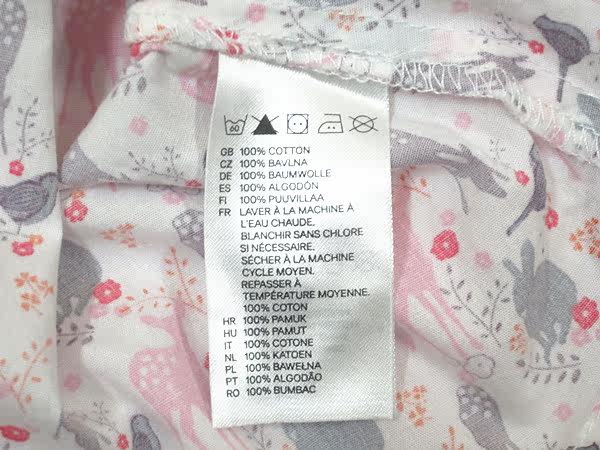 60
GB 100% COTTON
CZ 100% BAVLNA
DE 100% BAUMWOLLE
ES 100% ALGODÓN
FI 100% PUUVILLAA
FR LAVER À LA MACHINE À
L'EAU CHAUDE.
BLANCHIR SANS CHLORE
SI NÉCESSAIRE.
SÉCHER À LA MACHINE
CYCLE MOYEN.
REPASSER À
TEMPÉRATURE MOYENNE.
100% COTON
HR 100% PAMUK
HU 100% PAMUT
IT 100% COTONE
NL 100% KATOEN
PL 100% BAWEŁNA
PT 100% ALGODÃO
RO 100% BUMBAC